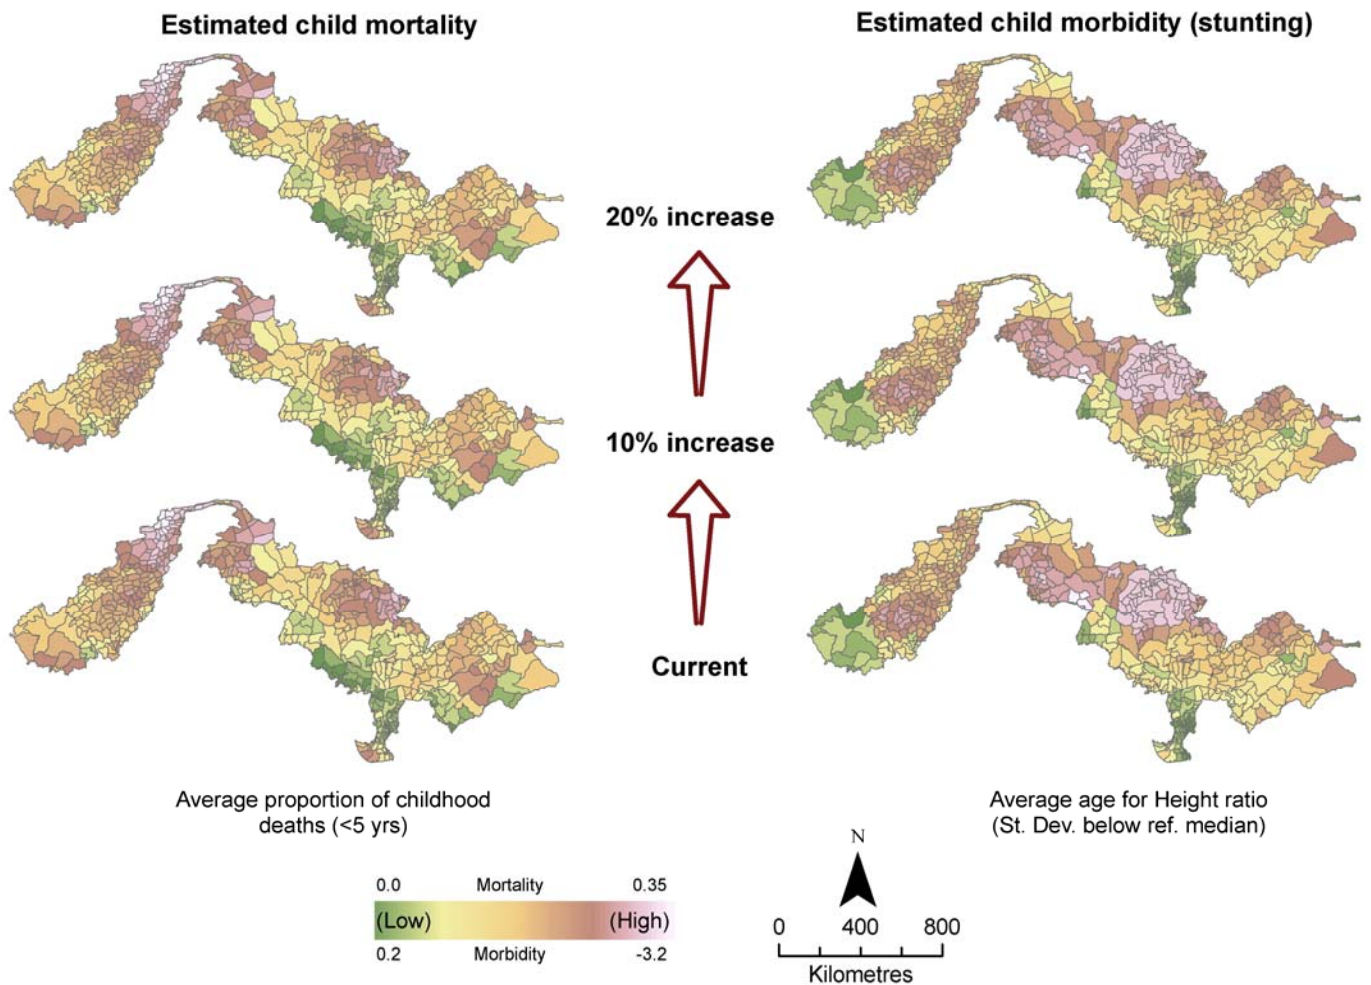 Estimated child mortality
Estimated child morbidity (stunting)
20% increase
10% increase
Current
Average proportion of childhood
deaths (<5 yrs)
Average age for Height ratio
(St. Dev. below ref. median)
0.0 Mortality 0.35
(Low) (High)
0.2 Morbidity -3.2
N
0 400 800
Kilometres